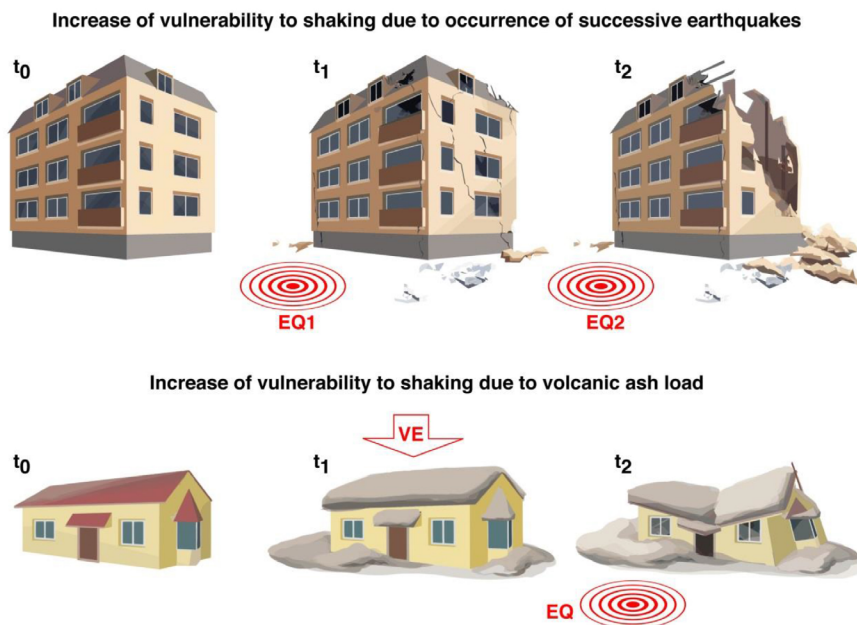 Increase of vulnerability to shaking due to occurrence of successive earthquakes
t0
t1
t2
EQ1
EQ2
Increase of vulnerability to shaking due to volcanic ash load
VE
t0
t1
t2
EQ